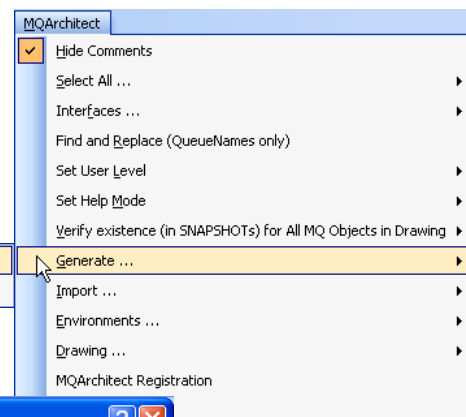 MQArchitect
Hide Comments
Select All ...
Interfaces ...
Find and Replace (QueueNames only)
Set User Level
Set Help Mode
Verify existence (in SNAPSHOTs) for All MQ Objects in Drawing
Generate ...
Import ...
Environments ...
Drawing ...
MQArchitect Registration
?